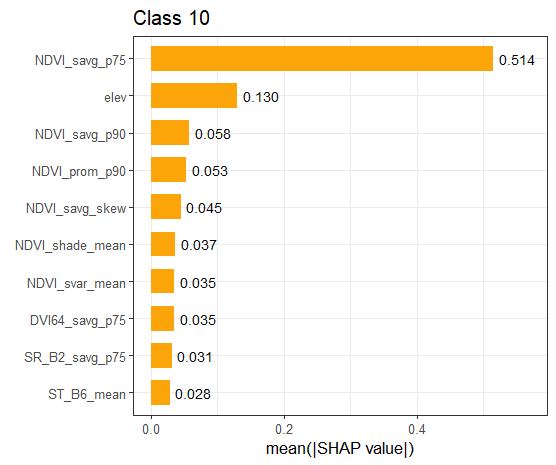 Class 10
NDVI_savg_p75 0.514
elev 0.130
NDVI_savg_p90 0.058
NDVI_prom_p90 0.053
NDVI_savg_skew 0.045
NDVI_shade_mean 0.037
NDVI_svar_mean 0.035
DVI64_savg_p75 0.035
SR_B2_savg_p75 0.031
ST_B6_mean 0.028
0.0 0.2 0.4
mean(|SHAP value|)